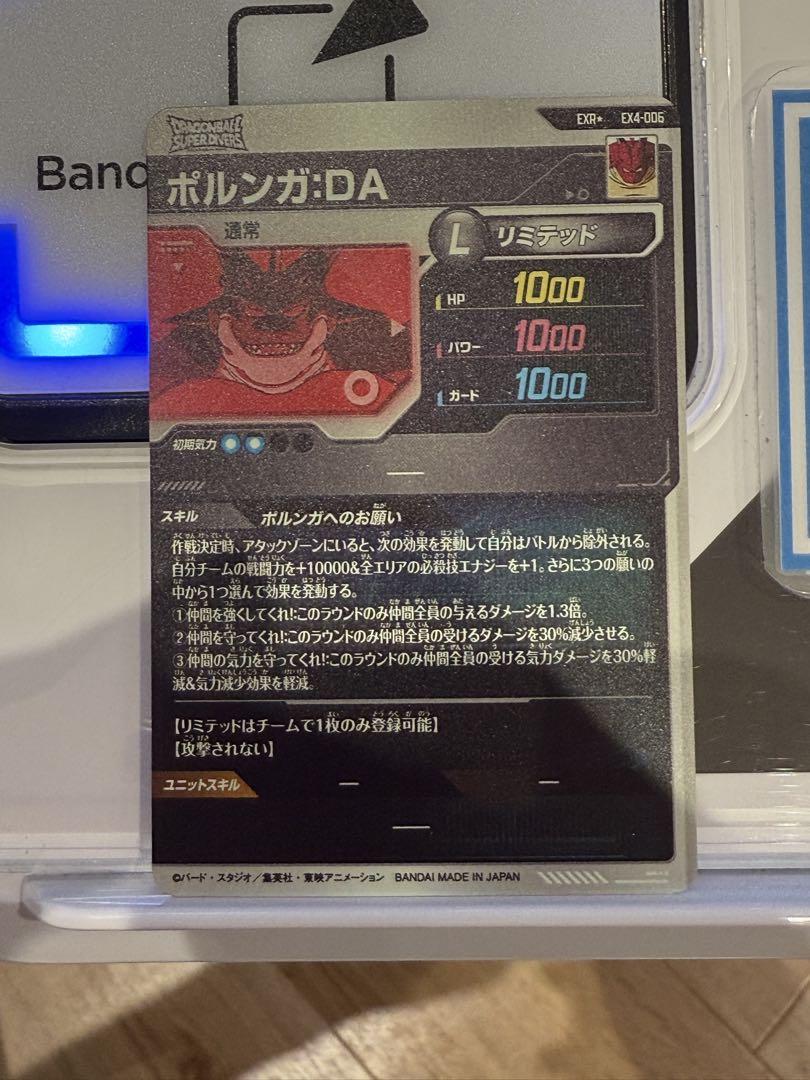 Band
DRAGONBALL
SUPER DIVERS
EXR★ EX4-006
ポルンガ:DA
通常
L リミテッド
HP 1000
パワー 1000
ガード 1000
初期気力
—
スキル ポルンガへのお願い
作戦決定時、アタックゾーンにいると、次の効果を発動して自分はバトルから除外される。
自分チームの戦闘力を+10000&全エリアの必殺技エナジーを+1。さらに3つの願いの
中から1つ選んで効果を発動する。
①仲間を強くしてくれ!:このラウンドのみ仲間全員の与えるダメージを1.3倍。
②仲間を守ってくれ!:このラウンドのみ仲間全員の受けるダメージを30%減少させる。
③仲間の気力を守ってくれ!:このラウンドのみ仲間全員の受ける気力ダメージを30%軽
減&気力減少効果を軽減。
【リミテッドはチームで1枚のみ登録可能】
【攻撃されない】
ユニットスキル — —
—
©バード・スタジオ/集英社・東映アニメーション BANDAI MADE IN JAPAN